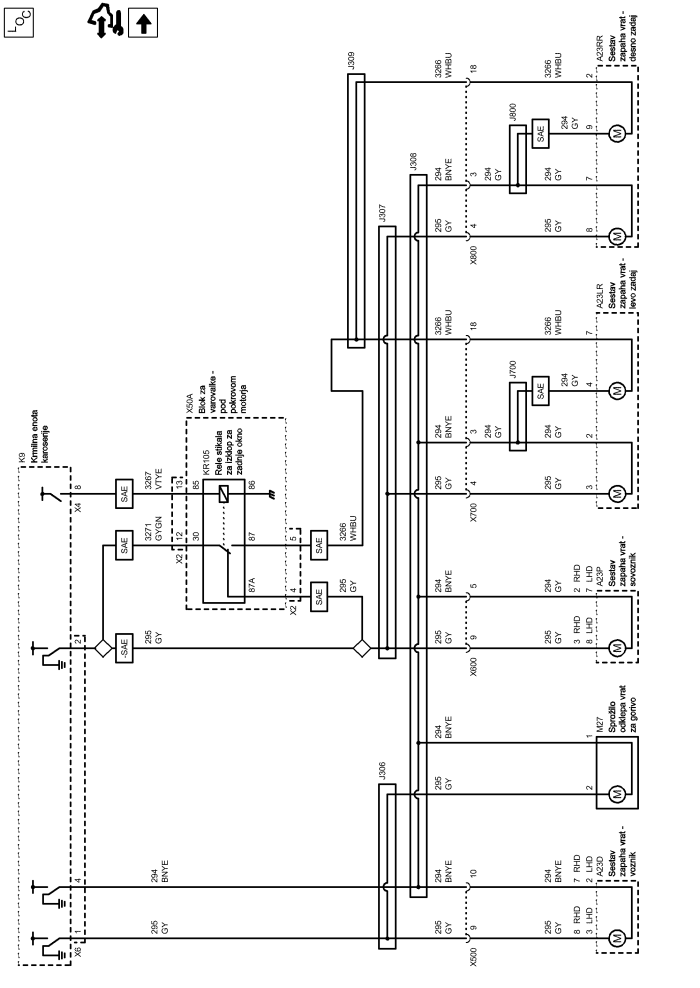 LOC
K9
Krmilna enota
karoserije
X6
1
4
2
X4
8
295
GY
294
BNYE
-SAE
295
GY
SAE
3271
GYGN
SAE
3267
VTYE
X2
12
13
X50A
Blok za
varovalke -
pod
pokrovom
motorja
KR105
Rele stikala
za izklop za
zadnje okno
30
85
87A
87
86
X2
4
5
SAE
295
GY
SAE
3266
WHBU
J306
J307
J308
J309
295
GY
294
BNYE
295
GY
294
BNYE
295
GY
294
BNYE
295
GY
294
BNYE
3266
WHBU
295
GY
294
BNYE
3266
WHBU
X500
9
10
X600
9
5
X700
4
3
18
X800
4
3
18
294
GY
J700
SAE
294
GY
294
GY
J800
SAE
294
GY
295
GY
294
BNYE
295
GY
294
GY
295
GY
294
GY
3266
WHBU
295
GY
294
GY
3266
WHBU
8 RHD
3 LHD
7 RHD
2 LHD
A23D
Sestav
zapaha vrat -
voznik
M
2
1
M27
Sprožilo
odklepa vrat
za gorivo
M
3 RHD
8 LHD
2 RHD
7 LHD
A23P
Sestav
zapaha vrat -
sovoznik
M
3
2
4
7
A23LR
Sestav
zapaha vrat -
levo zadaj
M
M
8
7
9
2
A23RR
Sestav
zapaha vrat -
desno zadaj
M
M